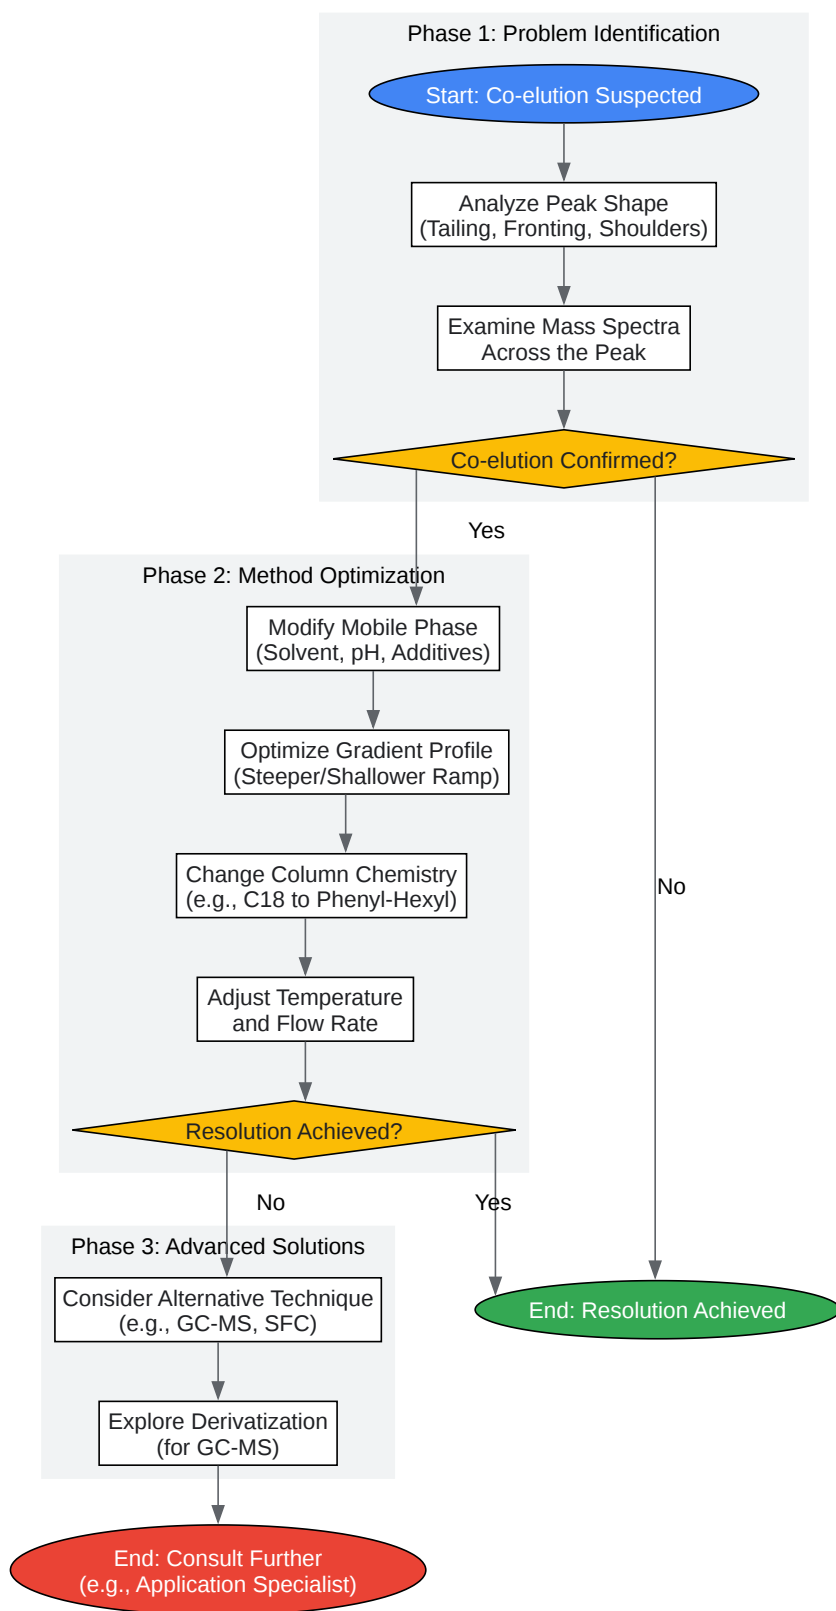 Phase 1: Problem Identification
Start: Co-elution Suspected
Analyze Peak Shape
(Tailing, Fronting, Shoulders)
Examine Mass Spectra
Across the Peak
Co-elution Confirmed?
Yes
Phase 2: Method Optimization
Modify Mobile Phase
(Solvent, pH, Additives)
Optimize Gradient Profile
(Steeper/Shallower Ramp)
Change Column Chemistry
(e.g., C18 to Phenyl-Hexyl)
No
Adjust Temperature
and Flow Rate
Resolution Achieved?
No
Yes
Phase 3: Advanced Solutions
Consider Alternative Technique
(e.g., GC-MS, SFC)
End: Resolution Achieved
Explore Derivatization
(for GC-MS)
End: Consult Further
(e.g., Application Specialist)